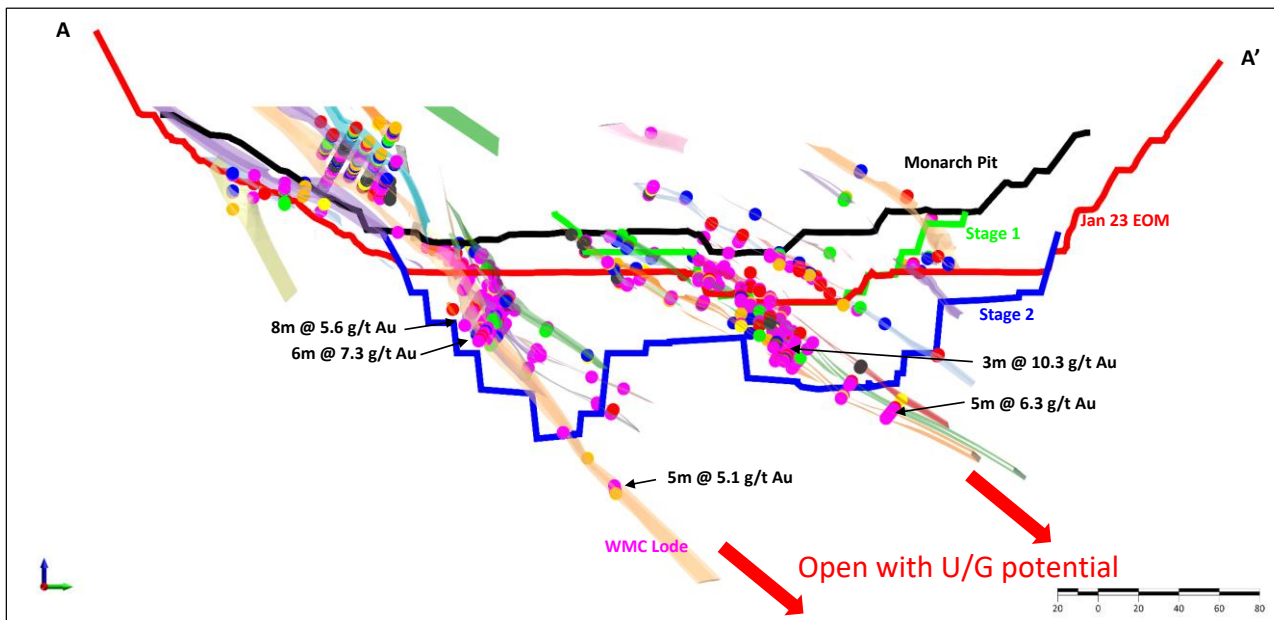 A
A’
Monarch Pit
Stage 1
Jan 23 EOM
Stage 2
8m @ 5.6 g/t Au
6m @ 7.3 g/t Au
3m @ 10.3 g/t Au
5m @ 6.3 g/t Au
5m @ 5.1 g/t Au
WMC Lode
Open with U/G potential
20 0 20 40 60 80